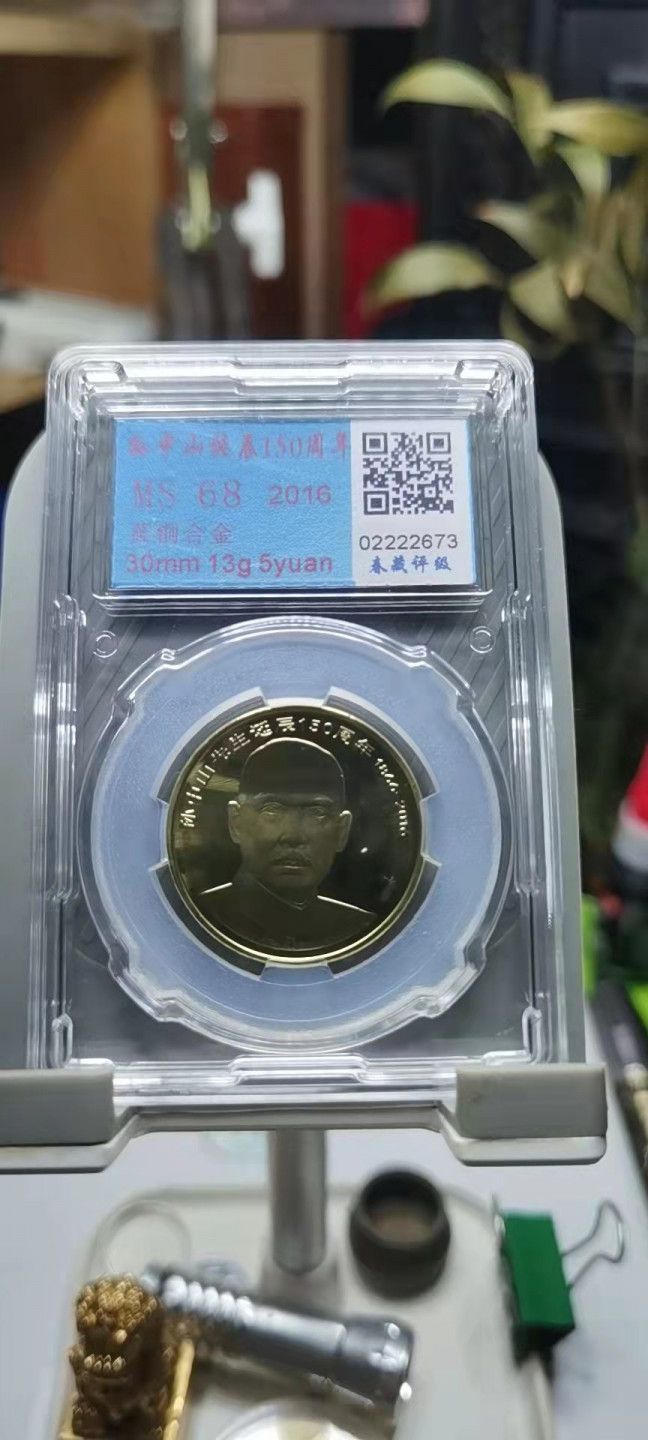 孙中山诞辰150周年
MS 68 2016
黄铜合金
30mm 13g 5yuan
02222673
春藏评级
孙中山先生诞辰150周年 1866-2016